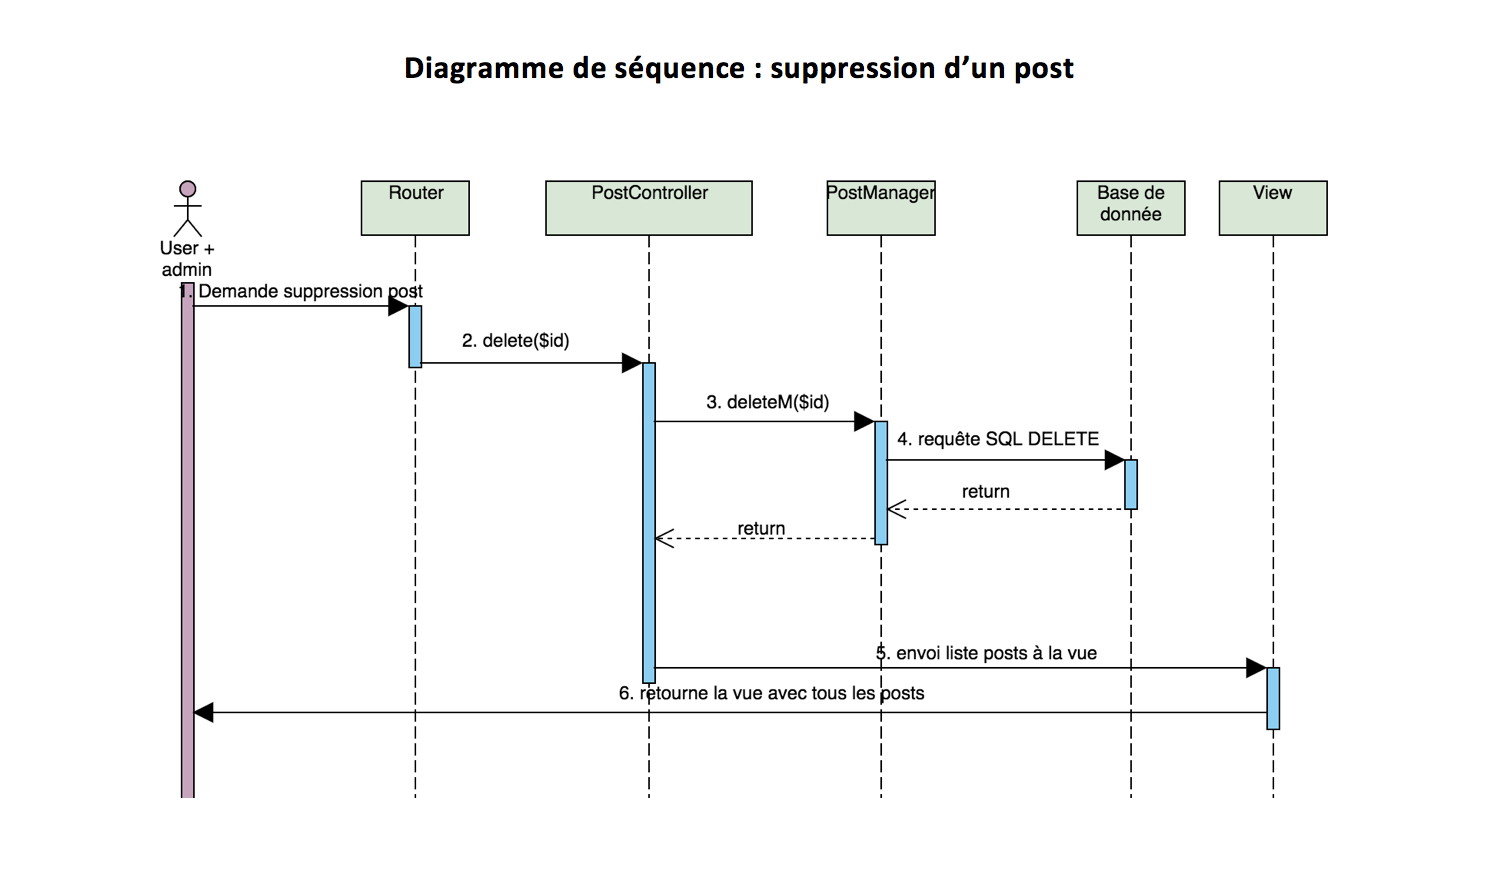 Diagramme de séquence : suppression d’un post
Router
PostController
PostManager
Base de
donnée
View
User +
admin
1. Demande suppression post
2. delete($id)
3. deleteM($id)
4. requête SQL DELETE
return
return
5. envoi liste posts à la vue
6. retourne la vue avec tous les posts